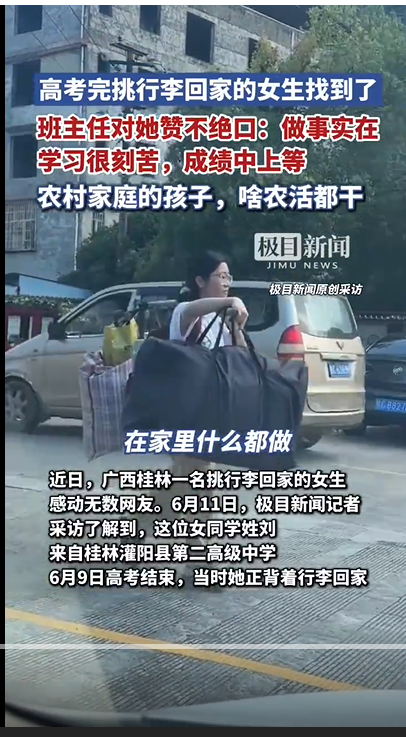 高考完挑行李回家的女生找到了
班主任对她赞不绝口：做事实在
学习很刻苦，成绩中上等
农村家庭的孩子，啥农活都干
极目新闻
JIMU NEWS
极目新闻原创采访
在家里什么都做
近日，广西桂林一名挑行李回家的女生
感动无数网友。6月11日，极目新闻记者
采访了解到，这位女同学姓刘
来自桂林灌阳县第二高级中学
6月9日高考结束，当时她正背着行李回家